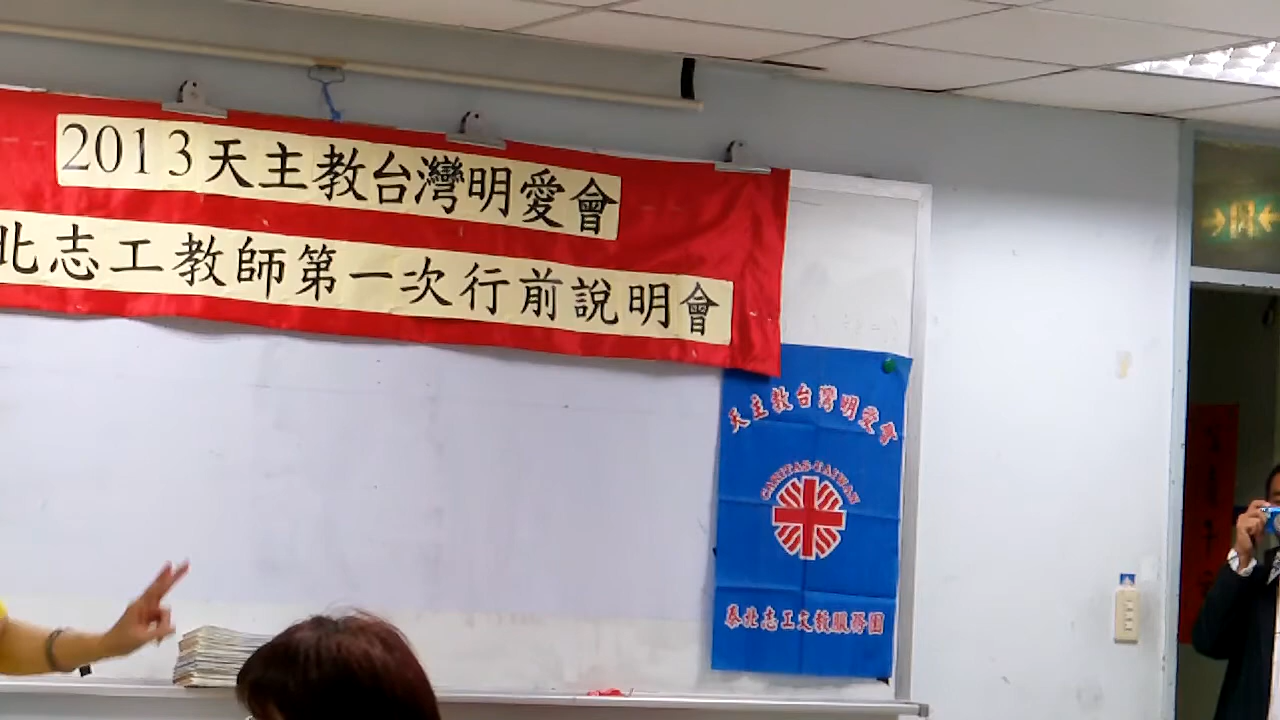 2013天主教台灣明愛會
北志工教師第一次行前說明會
天主教台灣明愛會
CARITAS TAIWAN
泰北志工文教服務團